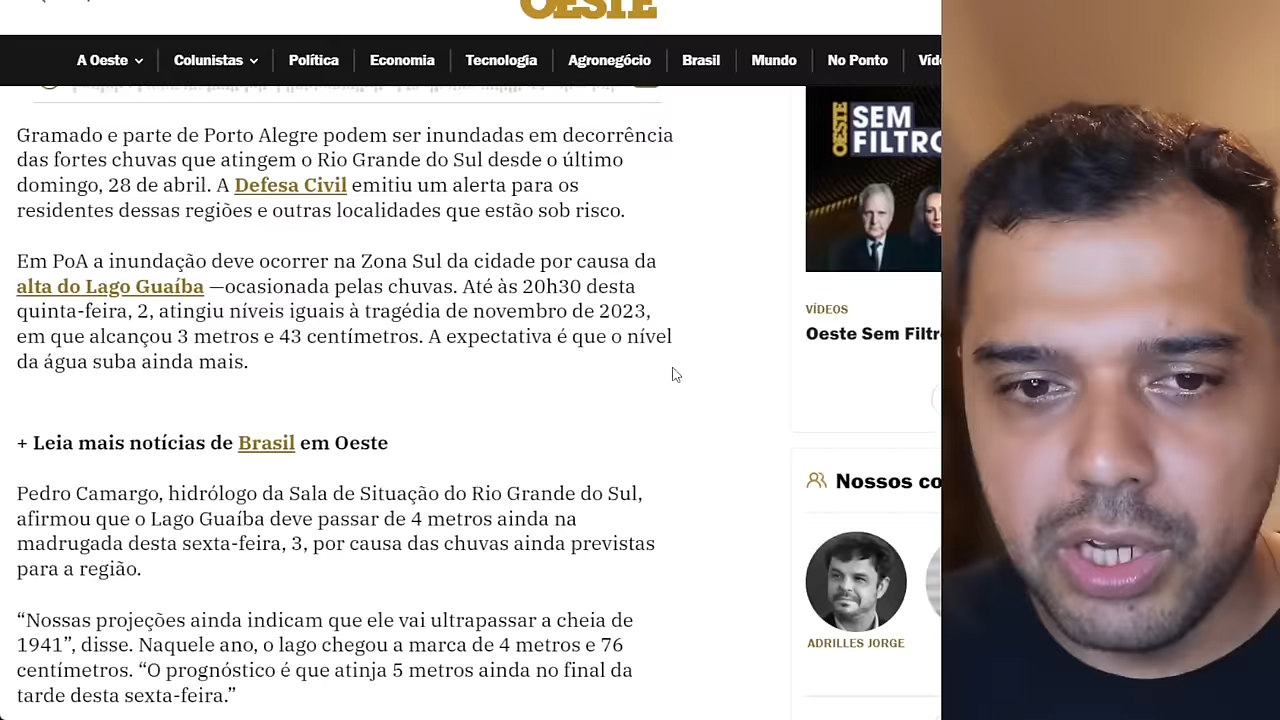 OESTE
A Oeste
Colunistas
Política
Economia
Tecnologia
Agronegócio
Brasil
Mundo
No Ponto
Gramado e parte de Porto Alegre podem ser inundadas em decorrência
das fortes chuvas que atingem o Rio Grande do Sul desde o último
domingo, 28 de abril. A Defesa Civil emitiu um alerta para os
residentes dessas regiões e outras localidades que estão sob risco.
Em PoA a inundação deve ocorrer na Zona Sul da cidade por causa da
alta do Lago Guaíba —ocasionada pelas chuvas. Até às 20h30 desta
quinta-feira, 2, atingiu níveis iguais à tragédia de novembro de 2023,
em que alcançou 3 metros e 43 centímetros. A expectativa é que o nível
da água suba ainda mais.
+ Leia mais notícias de Brasil em Oeste
Pedro Camargo, hidrólogo da Sala de Situação do Rio Grande do Sul,
afirmou que o Lago Guaíba deve passar de 4 metros ainda na
madrugada desta sexta-feira, 3, por causa das chuvas ainda previstas
para a região.
“Nossas projeções ainda indicam que ele vai ultrapassar a cheia de
1941”, disse. Naquele ano, o lago chegou a marca de 4 metros e 76
centímetros. “O prognóstico é que atinja 5 metros ainda no final da
tarde desta sexta-feira.”
OESTE
SEM
FILTRO
VÍDEOS
Oeste Sem Filtr
Nossos co
ADRILLES JORGE